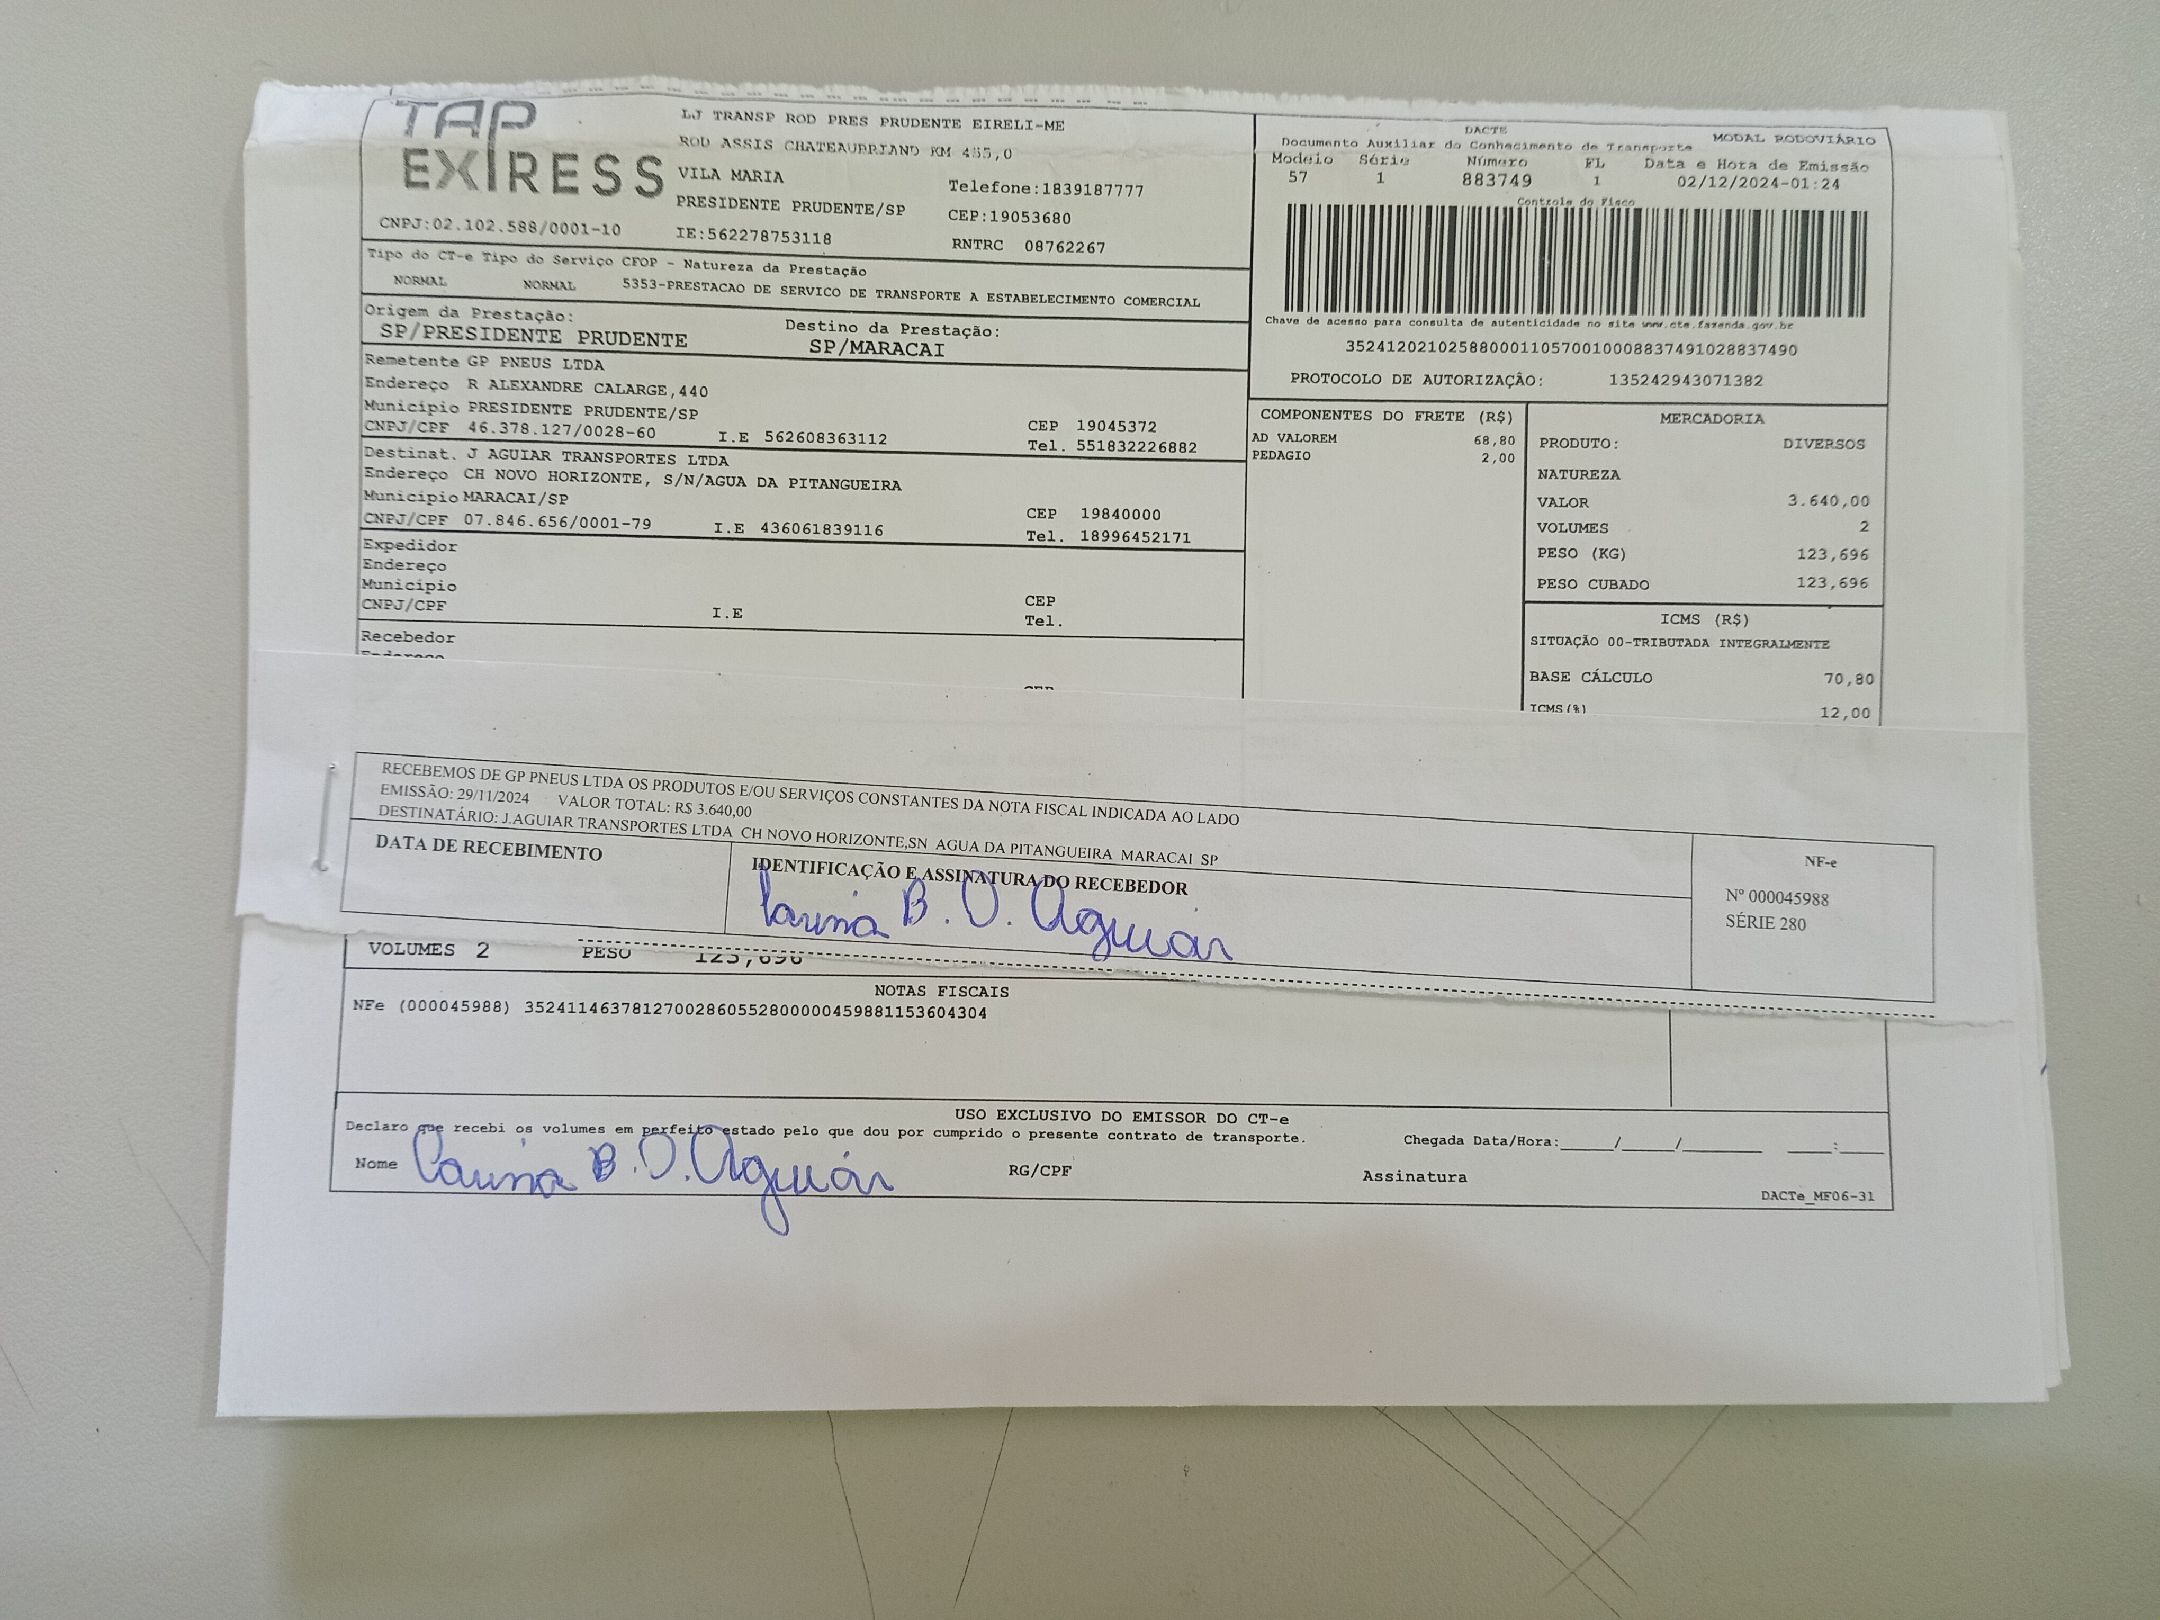 TAP
EXPRESS
LJ TRANSP ROD PRES PRUDENTE EIRELI-ME
ROD ASSIS CHATEAUBRIAND KM 455,0
VILA MARIA
Telefone:1839187777
PRESIDENTE PRUDENTE/SP
CEP:19053680
CNPJ:02.102.588/0001-10
IE:562278753118
RNTRC 08762267
DACTE
MODAL RODOVIÁRIO
Documento Auxiliar do Conhecimento de Transporte
Modelo Série Número FL Data e Hora de Emissão
57 1 883749 1 02/12/2024-01:24
Controle do Fisco
Chave de acesso para consulta de autenticidade no site www.cte.fazenda.gov.br
35241202102588000110570010008837491028837490
PROTOCOLO DE AUTORIZAÇÃO: 135242943071382
Tipo do CT-e Tipo do Serviço CFOP - Natureza da Prestação
NORMAL NORMAL 5353-PRESTACAO DE SERVICO DE TRANSPORTE A ESTABELECIMENTO COMERCIAL
Origem da Prestação:
SP/PRESIDENTE PRUDENTE
Destino da Prestação:
SP/MARACAI
Remetente GP PNEUS LTDA
Endereço R ALEXANDRE CALARGE,440
Município PRESIDENTE PRUDENTE/SP
CEP 19045372
CNPJ/CPF 46.378.127/0028-60 I.E 562608363112 Tel. 551832226882
Destinat. J AGUIAR TRANSPORTES LTDA
Endereço CH NOVO HORIZONTE, S/N/AGUA DA PITANGUEIRA
Município MARACAI/SP
CEP 19840000
CNPJ/CPF 07.846.656/0001-79 I.E 436061839116 Tel. 18996452171
Expedidor
Endereço
Município
CEP
CNPJ/CPF I.E Tel.
Recebedor
Endereço
CEP
COMPONENTES DO FRETE (R$)
AD VALOREM 68,80
PEDAGIO 2,00
MERCADORIA
PRODUTO: DIVERSOS
NATUREZA
VALOR 3.640,00
VOLUMES 2
PESO (KG) 123,696
PESO CUBADO 123,696
ICMS (R$)
SITUAÇÃO 00-TRIBUTADA INTEGRALMENTE
BASE CÁLCULO 70,80
ICMS(%) 12,00
RECEBEMOS DE GP PNEUS LTDA OS PRODUTOS E/OU SERVIÇOS CONSTANTES DA NOTA FISCAL INDICADA AO LADO
EMISSÃO: 29/11/2024 VALOR TOTAL: R$ 3.640,00
DESTINATÁRIO: J.AGUIAR TRANSPORTES LTDA CH NOVO HORIZONTE,SN AGUA DA PITANGUEIRA MARACAI SP
DATA DE RECEBIMENTO
IDENTIFICAÇÃO E ASSINATURA DO RECEBEDOR
B. O. Aguiar
NF-e
Nº 000045988
SÉRIE 280
VOLUMES 2 PESO 123,696
NOTAS FISCAIS
NFe (000045988) 35241146378127002860552800000459881153604304
USO EXCLUSIVO DO EMISSOR DO CT-e
Declaro que recebi os volumes em perfeito estado pelo que dou por cumprido o presente contrato de transporte.
Chegada Data/Hora:_____/_____/________ ____:____
Nome B. O. Aguiar
RG/CPF
Assinatura
DACTe_MF06-31